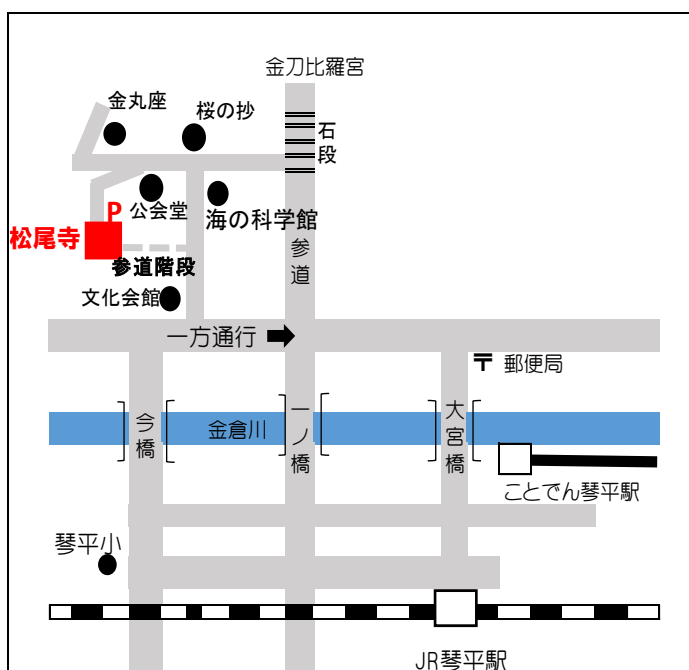 金刀比羅宮
金丸座
桜の抄
石段
P
公会堂
海の科学館
松尾寺
参道階段
参道
文化会館
一方通行
〒 郵便局
今橋
金倉川
一ノ橋
大宮橋
ことでん琴平駅
琴平小
JR琴平駅